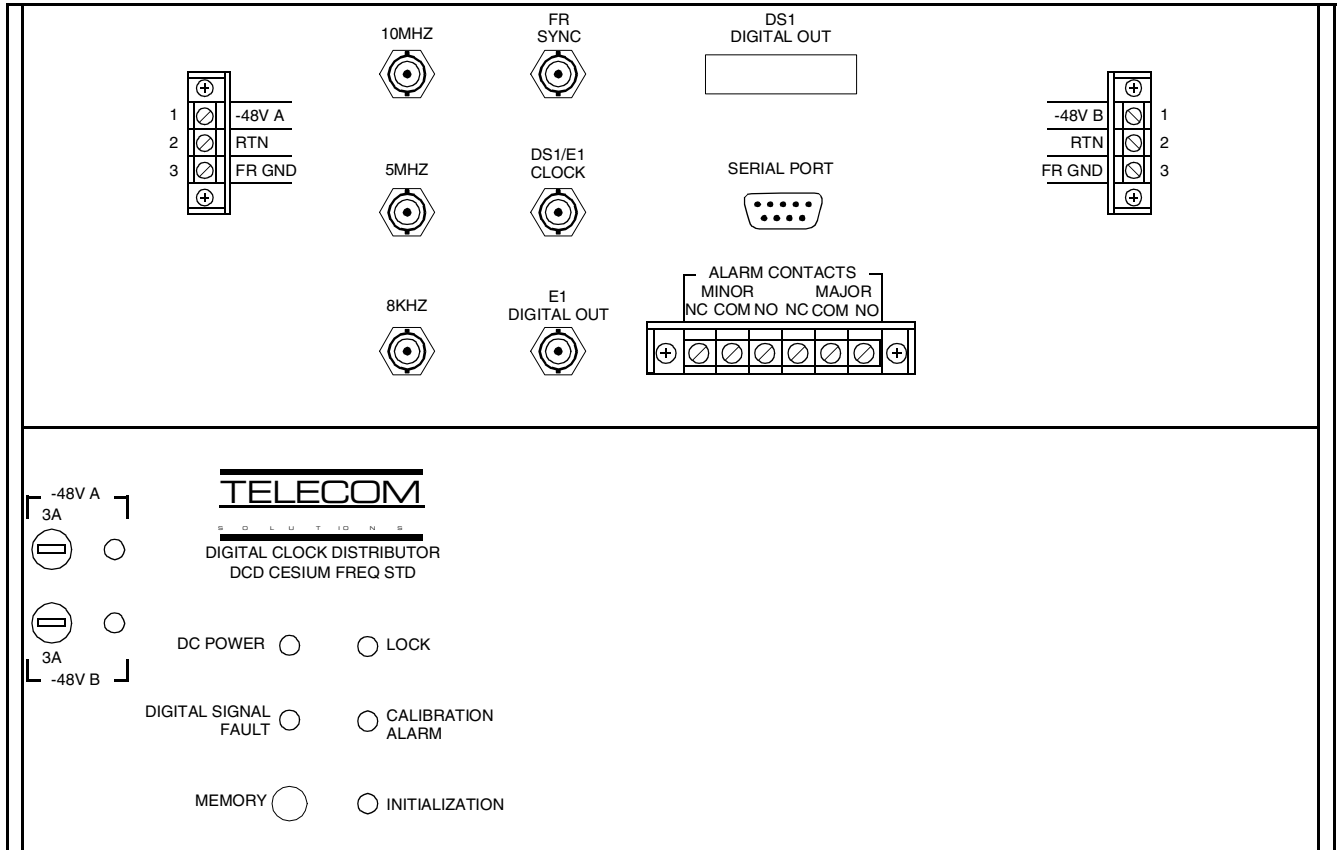 10MHZ
FR
SYNC
DS1
DIGITAL OUT
1 -48V A
2 RTN
3 FR GND
-48V B 1
RTN 2
FR GND 3
5MHZ
DS1/E1
CLOCK
SERIAL PORT
8KHZ
E1
DIGITAL OUT
ALARM CONTACTS
MINOR MAJOR
NC COM NO NC COM NO
-48V A
3A
3A
-48V B
TELECOM
SOLUTIONS
DIGITAL CLOCK DISTRIBUTOR
DCD CESIUM FREQ STD
DC POWER
LOCK
DIGITAL SIGNAL
FAULT
CALIBRATION
ALARM
MEMORY
INITIALIZATION